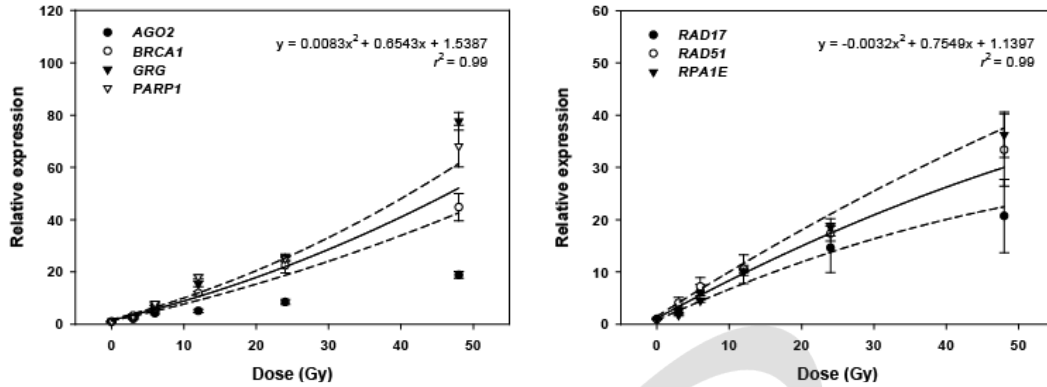 120
100
80
60
40
20
0
Relative expression
AGO2
BRCA1
GRG
PARP1
y = 0.0083x² + 0.6543x + 1.5387
r² = 0.99
0 10 20 30 40 50
Dose (Gy)
60
50
40
30
20
10
0
Relative expression
RAD17
RAD51
RPA1E
y = -0.0032x² + 0.7549x + 1.1397
r² = 0.99
0 10 20 30 40 50
Dose (Gy)